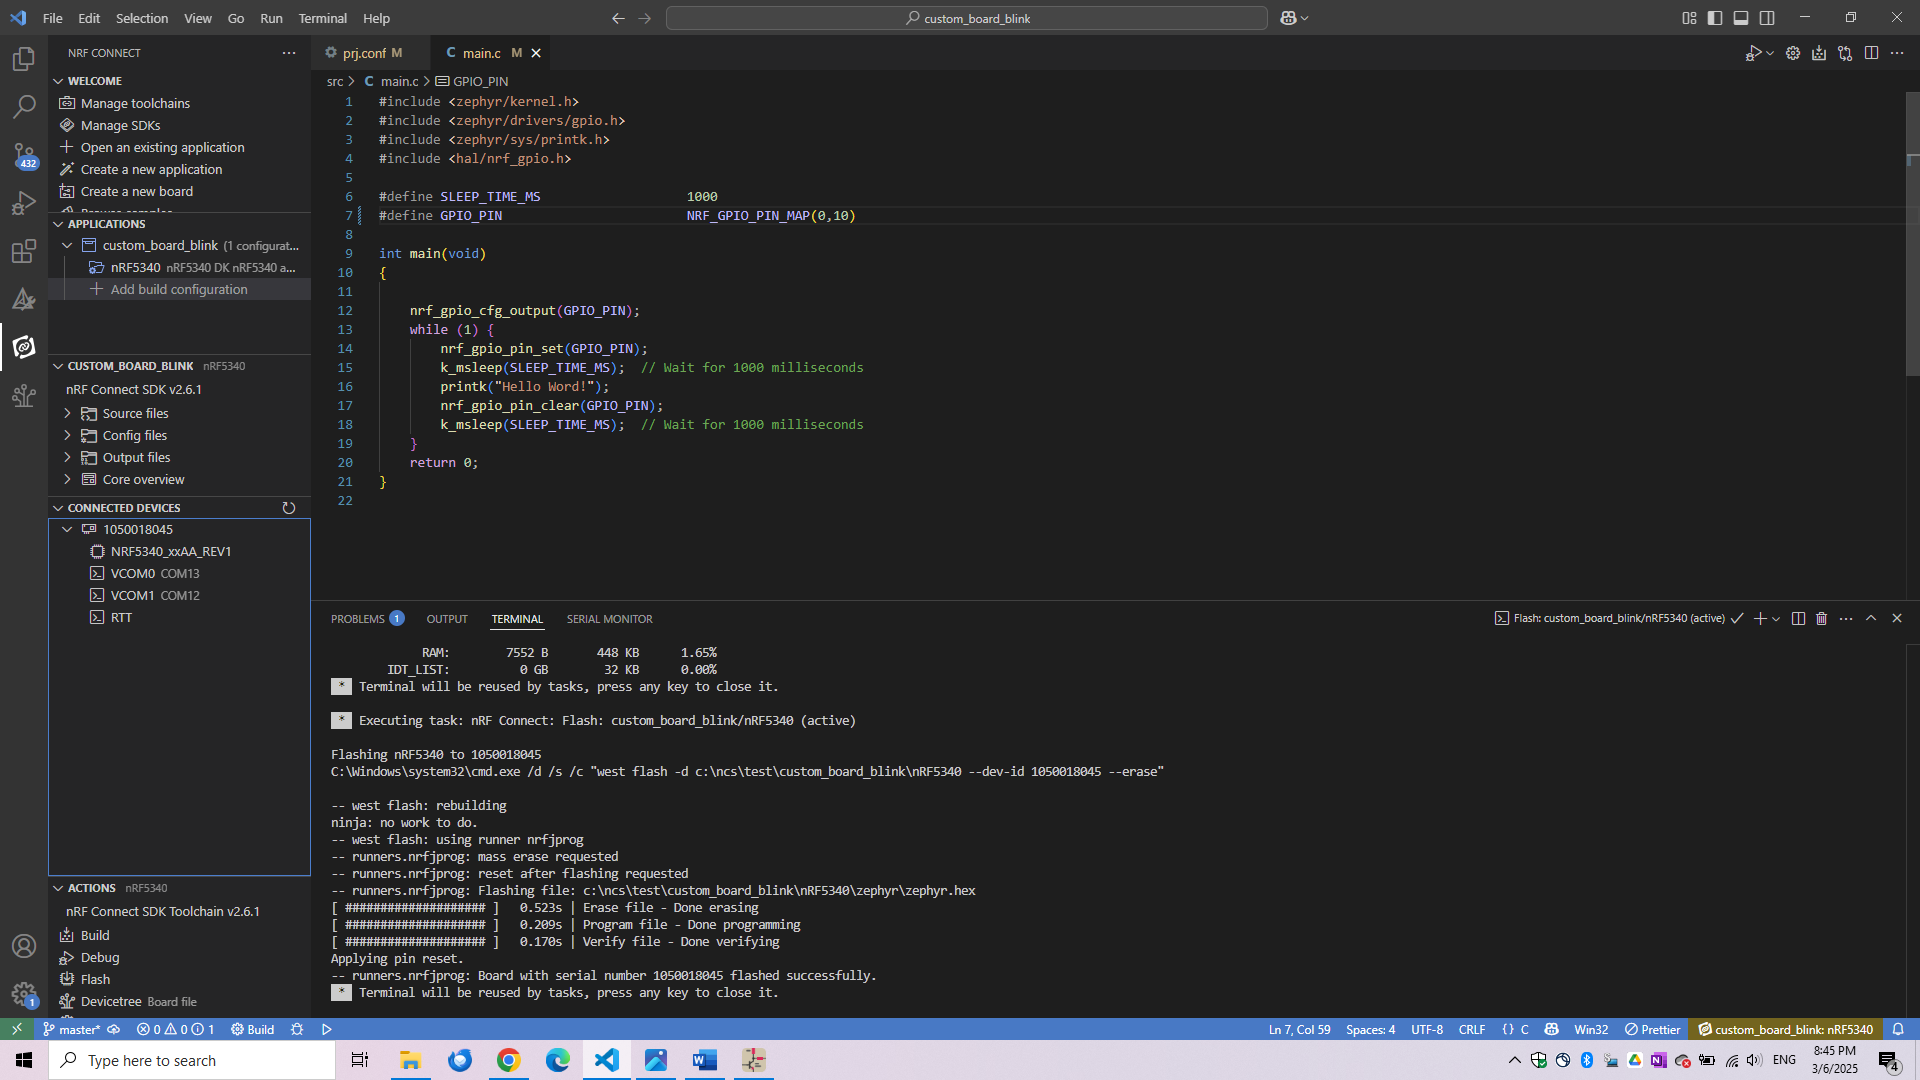 File Edit Selection View Go Run Terminal Help
custom_board_blink
NRF CONNECT
WELCOME
Manage toolchains
Manage SDKs
Open an existing application
Create a new application
Create a new board
APPLICATIONS
custom_board_blink (1 configurat...
nRF5340 nRF5340 DK nRF5340 a...
Add build configuration
CUSTOM_BOARD_BLINK nRF5340
nRF Connect SDK v2.6.1
Source files
Config files
Output files
Core overview
CONNECTED DEVICES
1050018045
NRF5340_xxAA_REV1
VCOM0 COM13
VCOM1 COM12
RTT
ACTIONS nRF5340
nRF Connect SDK Toolchain v2.6.1
Build
Debug
Flash
Devicetree Board file
432
1
prj.conf M
C main.c M
src > C main.c > GPIO_PIN
1 #include <zephyr/kernel.h>
2 #include <zephyr/drivers/gpio.h>
3 #include <zephyr/sys/printk.h>
4 #include <hal/nrf_gpio.h>
5
6 #define SLEEP_TIME_MS 1000
7 #define GPIO_PIN NRF_GPIO_PIN_MAP(0,10)
8
9 int main(void)
10 {
11
12 nrf_gpio_cfg_output(GPIO_PIN);
13 while (1) {
14 nrf_gpio_pin_set(GPIO_PIN);
15 k_msleep(SLEEP_TIME_MS); // Wait for 1000 milliseconds
16 printk("Hello Word!");
17 nrf_gpio_pin_clear(GPIO_PIN);
18 k_msleep(SLEEP_TIME_MS); // Wait for 1000 milliseconds
19 }
20 return 0;
21 }
22
PROBLEMS 1 OUTPUT TERMINAL SERIAL MONITOR
Flash: custom_board_blink/nRF5340 (active)
RAM: 7552 B 448 KB 1.65%
IDT_LIST: 0 GB 32 KB 0.00%
* Terminal will be reused by tasks, press any key to close it.
* Executing task: nRF Connect: Flash: custom_board_blink/nRF5340 (active)
Flashing nRF5340 to 1050018045
C:\Windows\system32\cmd.exe /d /s /c "west flash -d c:\ncs\test\custom_board_blink\nRF5340 --dev-id 1050018045 --erase"
-- west flash: rebuilding
ninja: no work to do.
-- west flash: using runner nrfjprog
-- runners.nrfjprog: mass erase requested
-- runners.nrfjprog: reset after flashing requested
-- runners.nrfjprog: Flashing file: c:\ncs\test\custom_board_blink\nRF5340\zephyr\zephyr.hex
[ #################### ] 0.523s | Erase file - Done erasing
[ #################### ] 0.209s | Program file - Done programming
[ #################### ] 0.170s | Verify file - Done verifying
Applying pin reset.
-- runners.nrfjprog: Board with serial number 1050018045 flashed successfully.
* Terminal will be reused by tasks, press any key to close it.
master* 0 0 1 Build
Ln 7, Col 59 Spaces: 4 UTF-8 CRLF {} C Win32 Prettier custom_board_blink: nRF5340
Type here to search
ENG
8:45 PM
3/6/2025
4